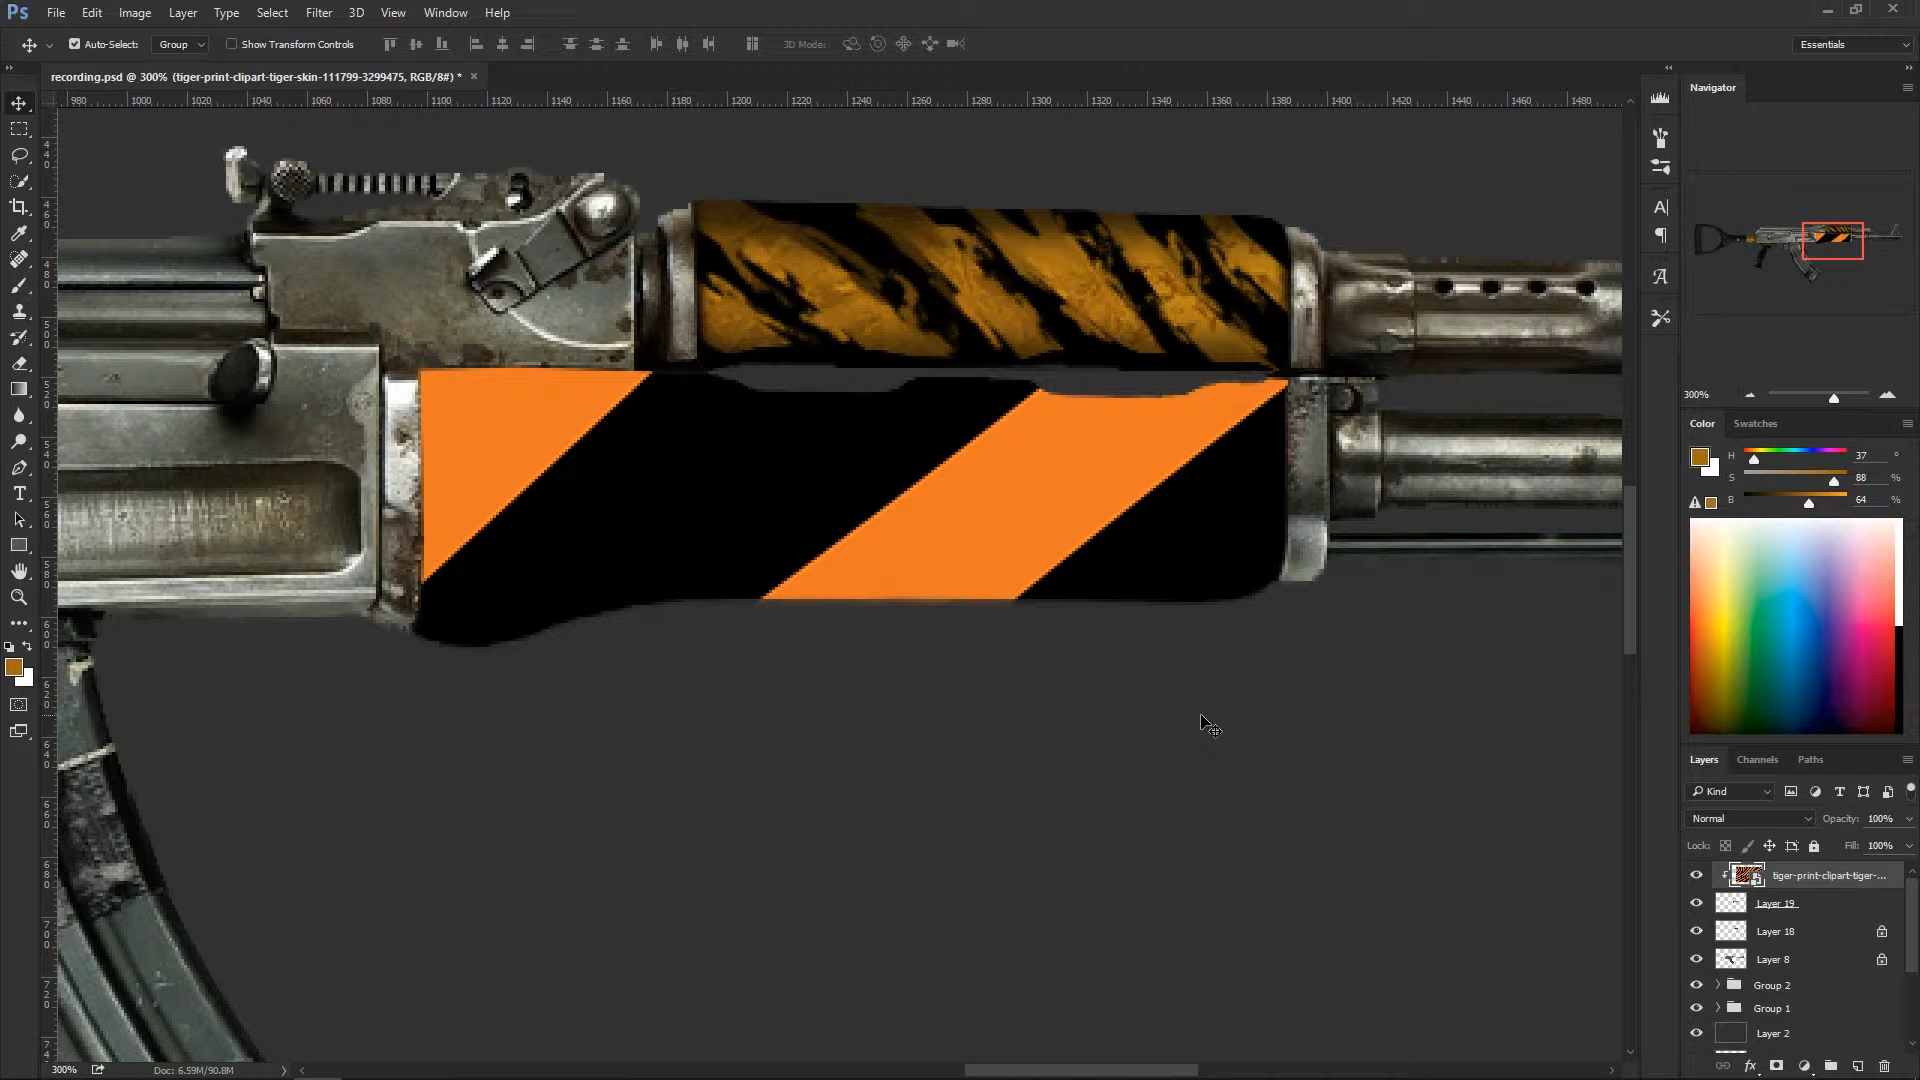 Ps File Edit Image Layer Type Select Filter 3D View Window Help
Auto-Select: Group Show Transform Controls 3D Mode: Essentials
recording.psd @ 300% (tiger-print-clipart-tiger-skin-111799-3299475, RGB/8#) * ×
980 1000 1020 1040 1060 1080 1100 1120 1140 1160 1180 1200 1220 1240 1260 1280 1300 1320 1340 1360 1380 1400 1420 1440 1460 1480
Navigator
300%
Color Swatches
H 37 °
S 88 %
B 64 %
Layers Channels Paths
Kind
Normal Opacity: 100%
Lock: Fill: 100%
tiger-print-clipart-tiger-...
Layer 19
Layer 18
Layer 8
Group 2
Group 1
Layer 2
300% Doc: 6.59M/90.8M